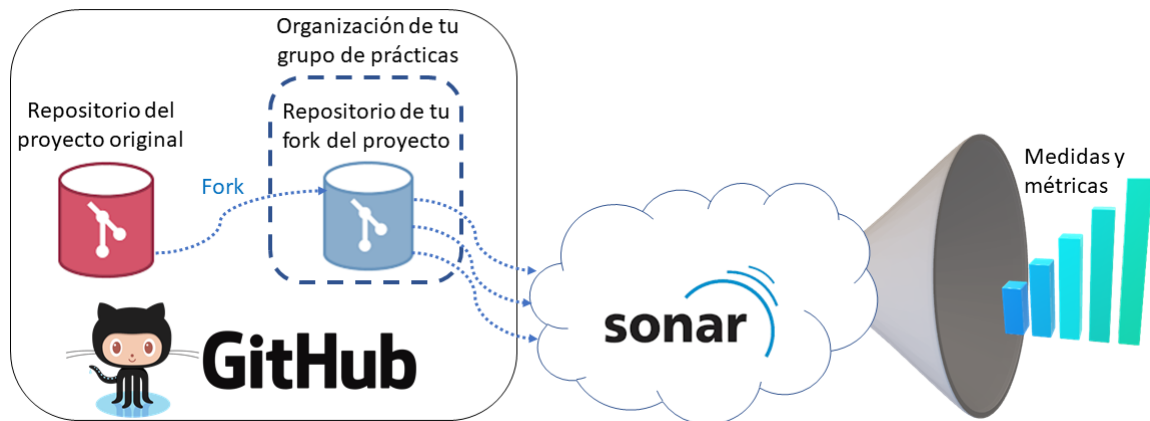 Organización de tu
grupo de prácticas
Repositorio del
proyecto original
Repositorio de tu
fork del proyecto
Fork
GitHub
sonar
Medidas y
métricas